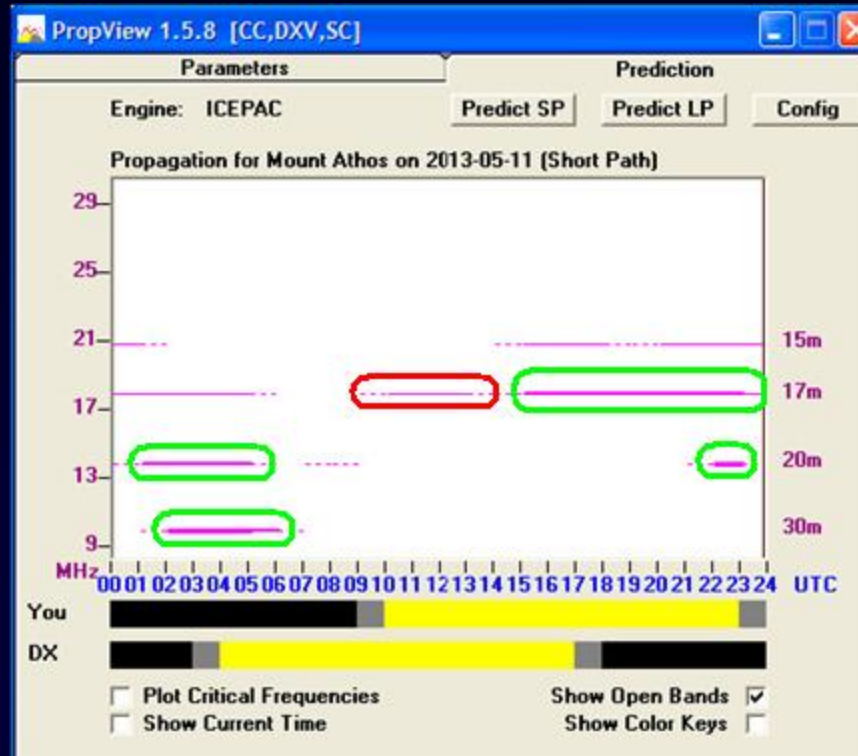 PropView 1.5.8 [CC,DXV,SC]
Parameters Prediction
Engine: ICEPAC Predict SP Predict LP Config
Propagation for Mount Athos on 2013-05-11 (Short Path)
29
25
21 15m
17 17m
13 20m
9 30m
MHz 00 01 02 03 04 05 06 07 08 09 10 11 12 13 14 15 16 17 18 19 20 21 22 23 24 UTC
You
DX
Plot Critical Frequencies Show Open Bands
Show Current Time Show Color Keys